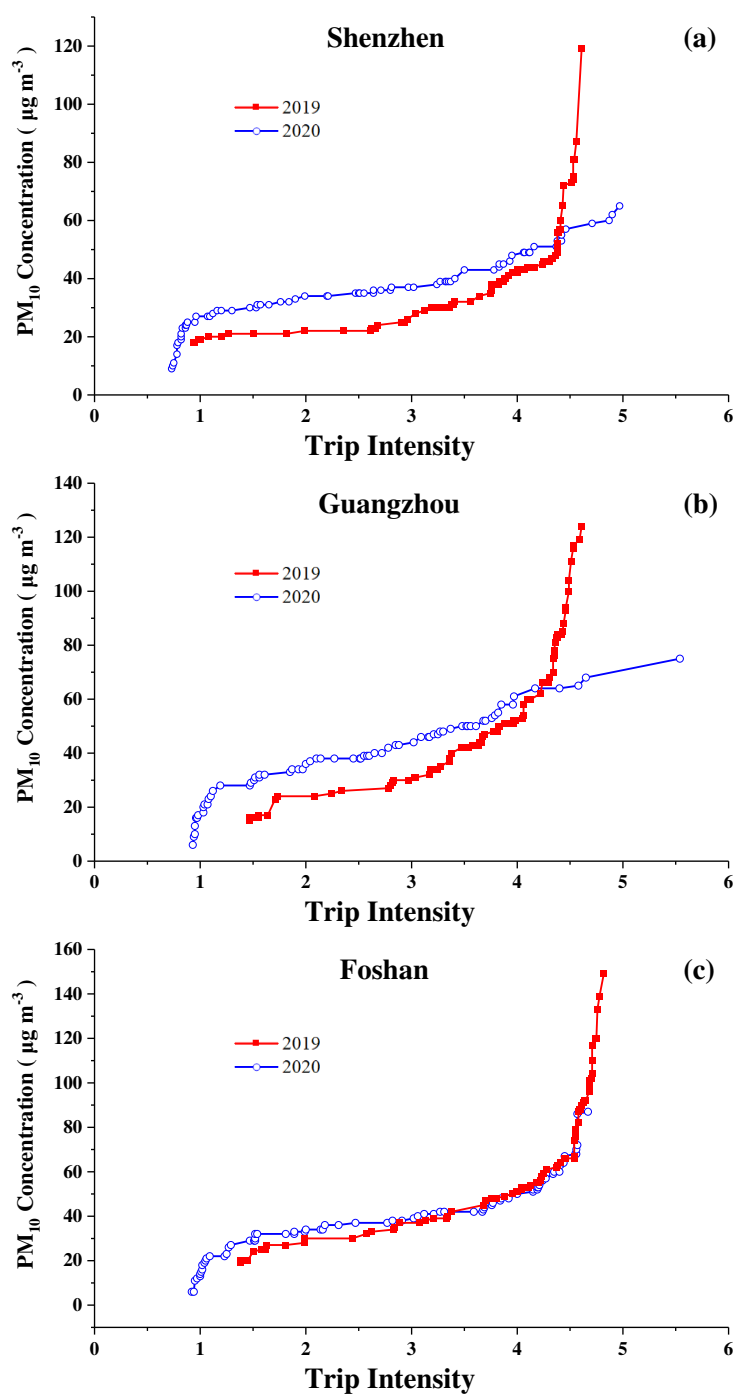 Shenzhen (a)
PM10 Concentration ( μg m-3 )
2019
2020
120
100
80
60
40
20
0
0 1 2 3 4 5 6
Trip Intensity
Guangzhou (b)
PM10 Concentration ( μg m-3 )
2019
2020
140
120
100
80
60
40
20
0
0 1 2 3 4 5 6
Trip Intensity
Foshan (c)
PM10 Concentration ( μg m-3 )
2019
2020
160
140
120
100
80
60
40
20
0
0 1 2 3 4 5 6
Trip Intensity